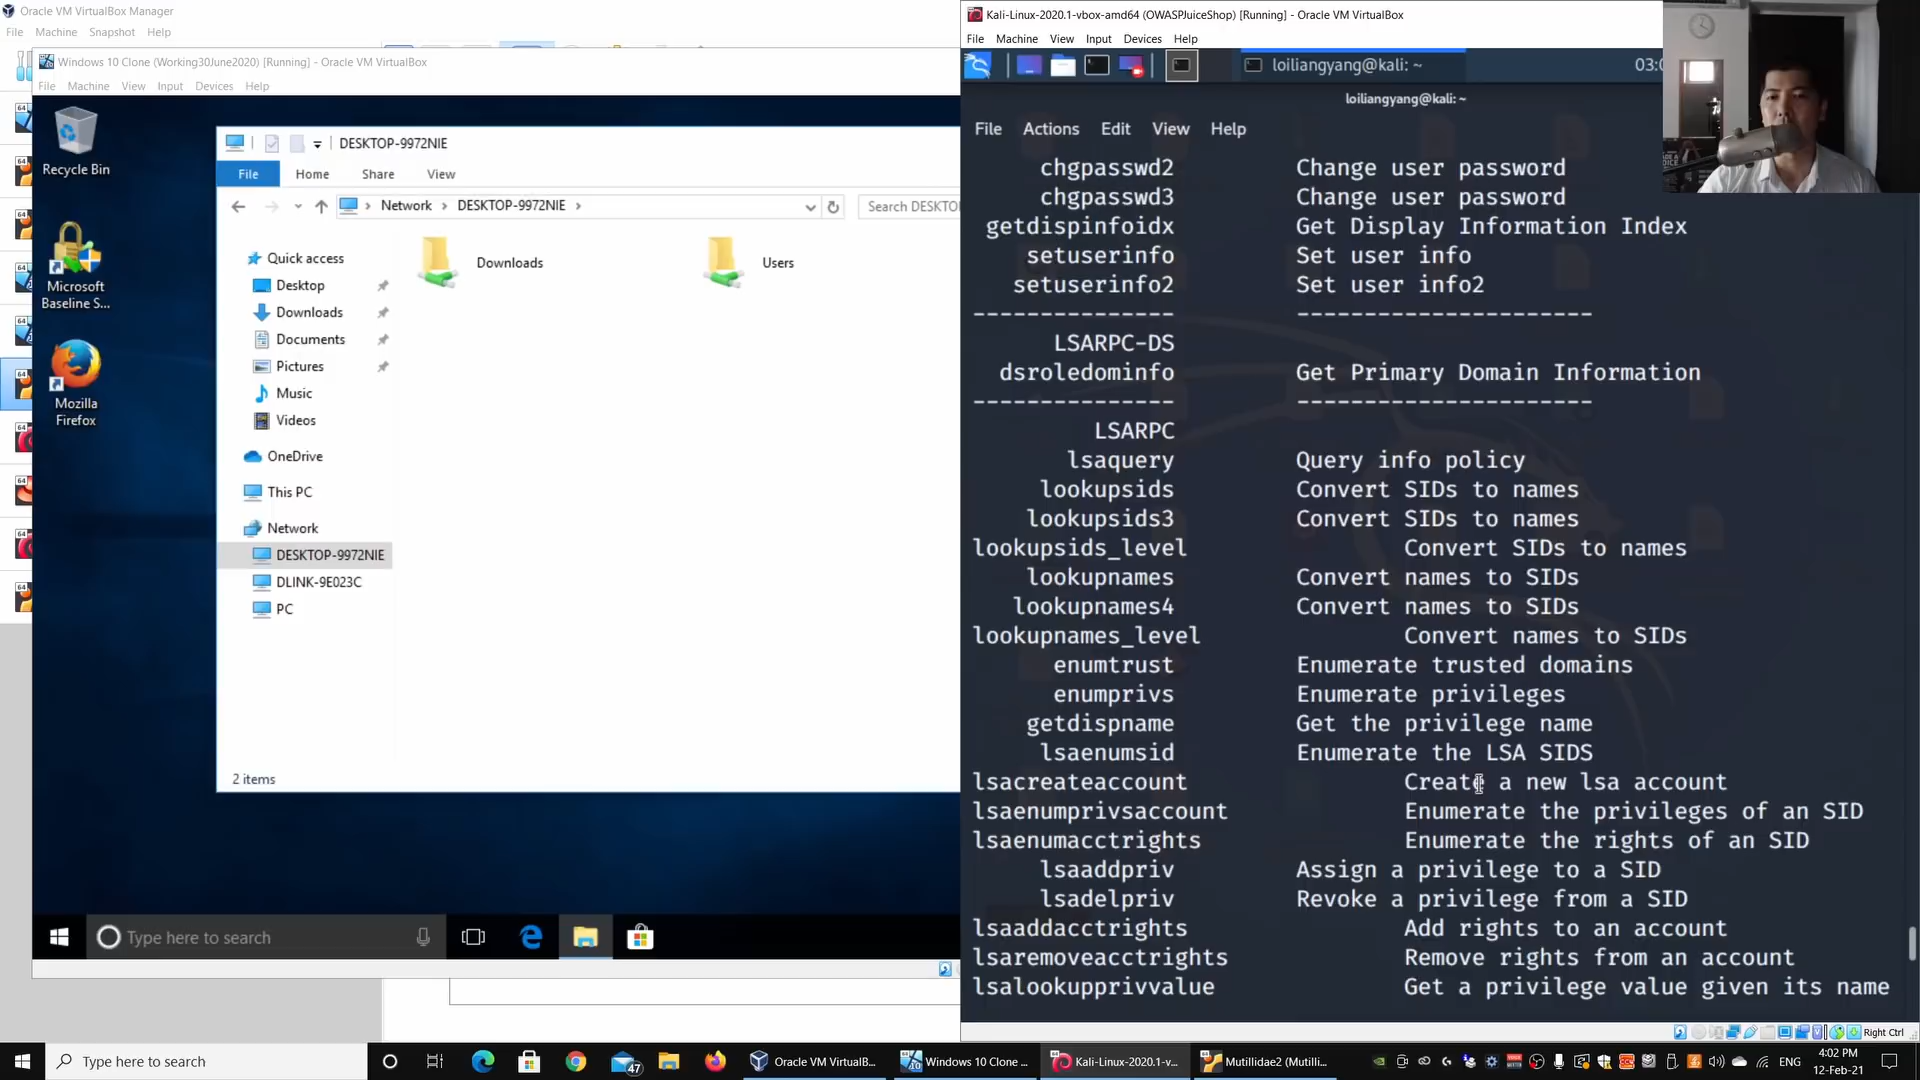 Oracle VM VirtualBox Manager
File Machine Snapshot Help
Windows 10 Clone (Working30June2020) [Running] - Oracle VM VirtualBox
File Machine View Input Devices Help
Recycle Bin
Microsoft
Baseline S...
Mozilla
Firefox
DESKTOP-9972NIE
File Home Share View
Network DESKTOP-9972NIE
Search DESKTO
Quick access
Desktop
Downloads
Documents
Pictures
Music
Videos
OneDrive
This PC
Network
DESKTOP-9972NIE
DLINK-9E023C
PC
Downloads
Users
2 items
Type here to search
Kali-Linux-2020.1-vbox-amd64 (OWASPJuiceShop) [Running] - Oracle VM VirtualBox
File Machine View Input Devices Help
loiliangyang@kali: ~
03:0
loiliangyang@kali: ~
File Actions Edit View Help
chgpasswd2 Change user password
chgpasswd3 Change user password
getdispinfoidx Get Display Information Index
setuserinfo Set user info
setuserinfo2 Set user info2
--------------- ----------------------
LSARPC-DS
dsroledominfo Get Primary Domain Information
--------------- ----------------------
LSARPC
lsaquery Query info policy
lookupsids Convert SIDs to names
lookupsids3 Convert SIDs to names
lookupsids_level Convert SIDs to names
lookupnames Convert names to SIDs
lookupnames4 Convert names to SIDs
lookupnames_level Convert names to SIDs
enumtrust Enumerate trusted domains
enumprivs Enumerate privileges
getdispname Get the privilege name
lsaenumsid Enumerate the LSA SIDS
lsacreateaccount Create a new lsa account
lsaenumprivsaccount Enumerate the privileges of an SID
lsaenumacctrights Enumerate the rights of an SID
lsaaddpriv Assign a privilege to a SID
lsadelpriv Revoke a privilege from a SID
lsaaddacctrights Add rights to an account
lsaremoveacctrights Remove rights from an account
lsalookupprivvalue Get a privilege value given its name
Right Ctrl
Type here to search
47
Oracle VM VirtualB...
Windows 10 Clone ...
Kali-Linux-2020.1-v...
Mutillidae2 (Mutilli...
ENG
4:02 PM
12-Feb-21